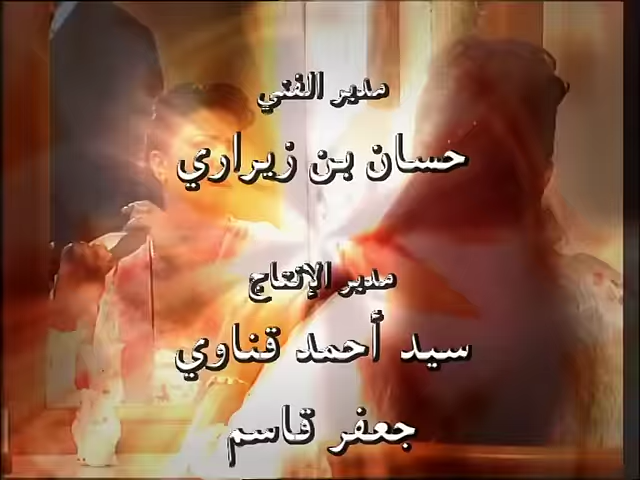 مدير الفني
حسان بن زيراري
مدير الإنتاج
سيد أحمد قناوي
جعفر قاسم